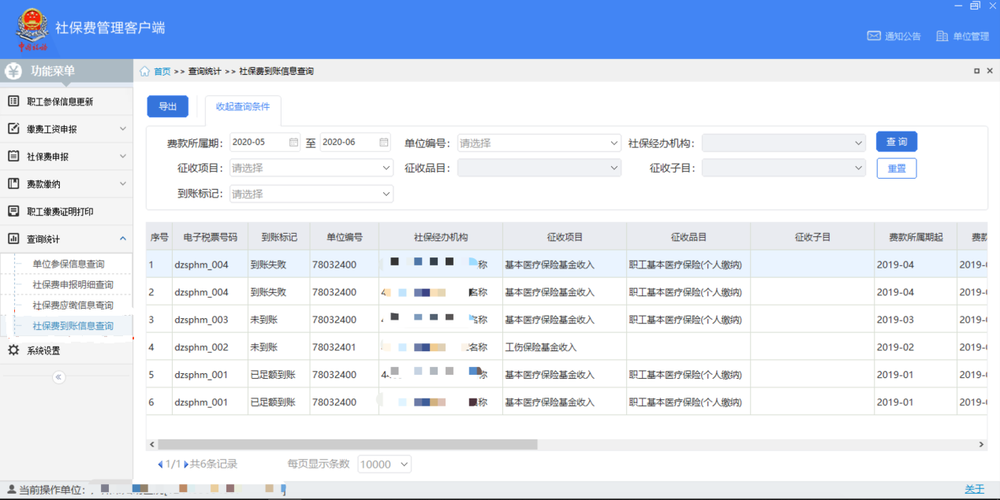 社保费管理客户端
通知公告 单位管理
功能菜单
首页 >> 查询统计 >> 社保费到账信息查询
职工参保信息更新
缴费工资申报
社保费申报
费款缴纳
职工缴费证明打印
查询统计
单位参保信息查询
社保费申报明细查询
社保费应缴信息查询
社保费到账信息查询
系统设置
导出 收起查询条件
费款所属期: 2020-05 至 2020-06 单位编号: 请选择 社保经办机构: 查 询
征收项目: 请选择 征收品目: 征收子目: 重置
到账标记: 请选择
序号 电子税票号码 到账标记 单位编号 社保经办机构 征收项目 征收品目 征收子目 费款所属期起 费款
1 dzsphm_004 到账失败 78032400 称 基本医疗保险基金收入 职工基本医疗保险(个人缴纳) 2019-04 2019-
2 dzsphm_004 到账失败 78032400 名称 基本医疗保险基金收入 职工基本医疗保险(个人缴纳) 2019-04 2019-
3 dzsphm_003 未到账 78032400 名称 基本医疗保险基金收入 职工基本医疗保险(个人缴纳) 2019-03 2019-
4 dzsphm_002 未到账 78032401 名称 工伤保险基金收入 2019-02 2019-
5 dzsphm_001 已足额到账 78032400 称 基本医疗保险基金收入 职工基本医疗保险(个人缴纳) 2019-01 2019-
6 dzsphm_001 已足额到账 78032400 称 基本医疗保险基金收入 职工基本医疗保险(个人缴纳) 2019-01 2019-
1/1 共6条记录 每页显示条数 10000
当前操作单位: 关于